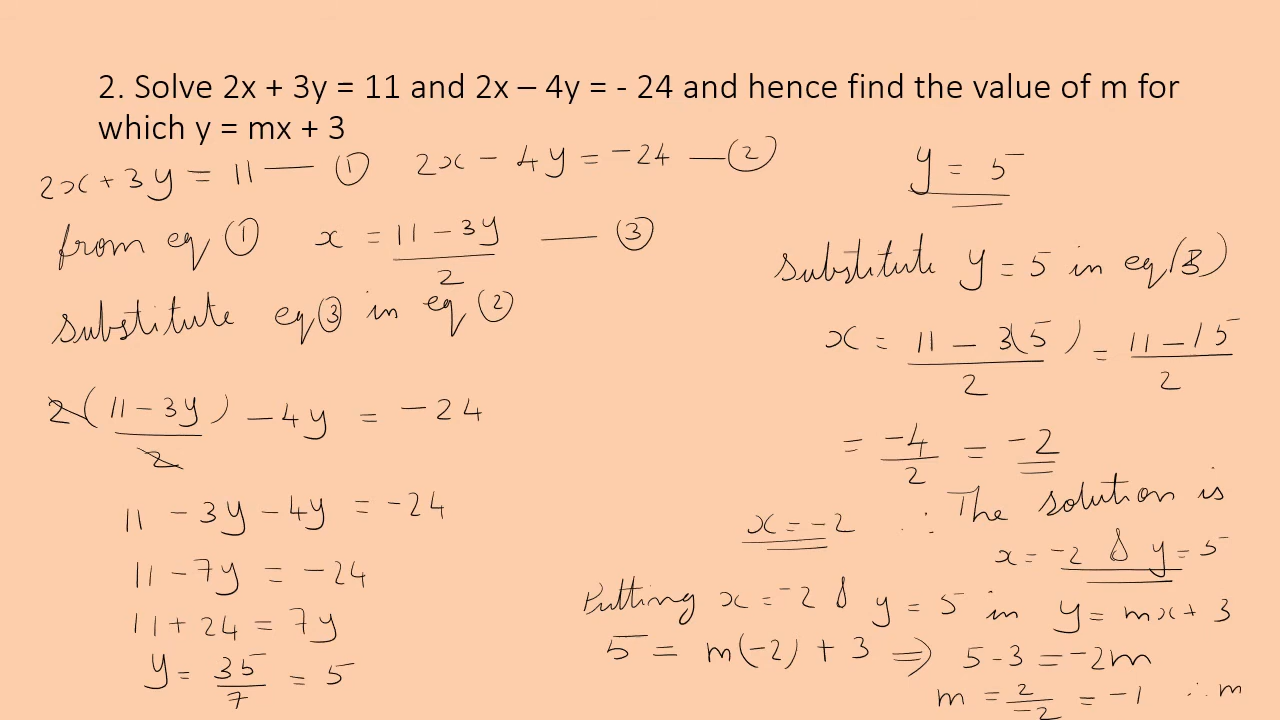 2. Solve 2x + 3y = 11 and 2x – 4y = - 24 and hence find the value of m for
which y = mx + 3
2x + 3y = 11 — ① 2x - 4y = -24 — ②
from eq ① x = (11 - 3y)/2 — ③
substitute eq ③ in eq ②
2((11 - 3y)/2) - 4y = -24
11 - 3y - 4y = -24
11 - 7y = -24
11 + 24 = 7y
y = 35/7 = 5
y = 5
substitute y = 5 in eq (3)
x = (11 - 3(5))/2 = (11 - 15)/2
= -4/2 = -2
x = -2 ∴ The solution is
x = -2 & y = 5
Putting x = -2 & y = 5 in y = mx + 3
5 = m(-2) + 3 ⇒ 5 - 3 = -2m
m = 2/-2 = -1 ∴ m